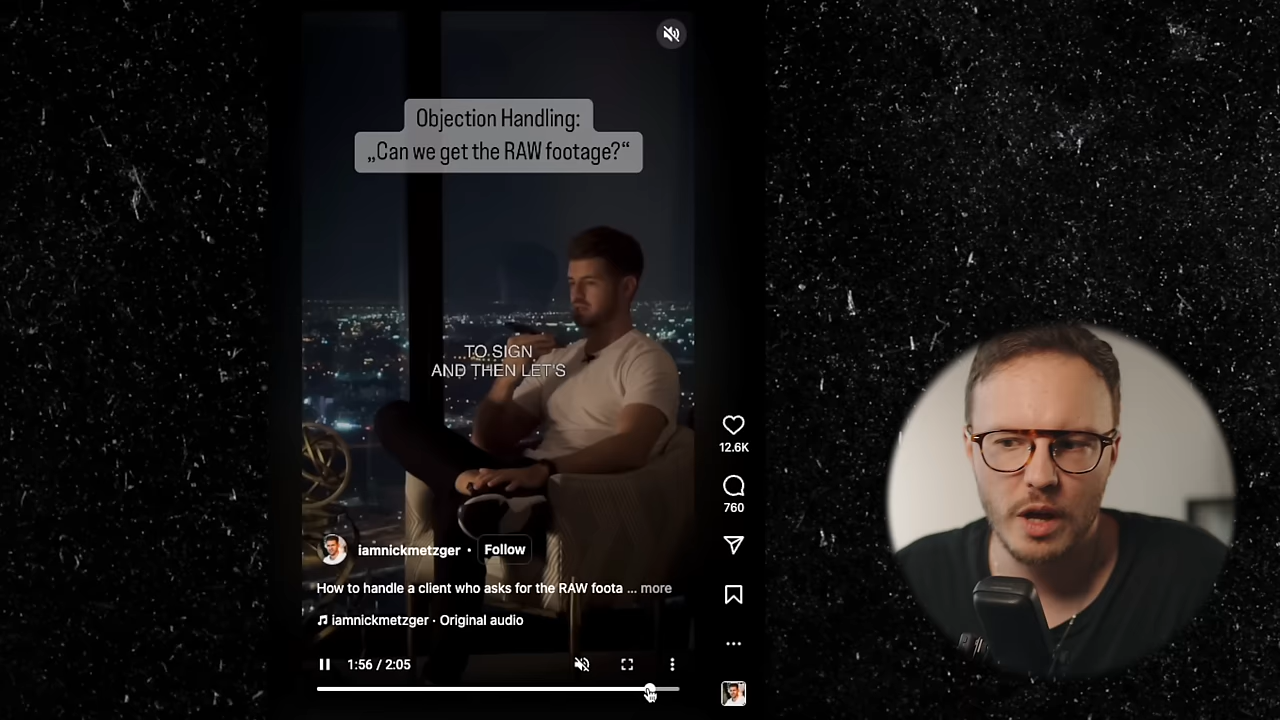 Objection Handling:
„Can we get the RAW footage?“
TO SIGN
AND THEN LET'S
12.6K
760
iamnickmetzger • Follow
How to handle a client who asks for the RAW foota ... more
iamnickmetzger · Original audio
1:56 / 2:05